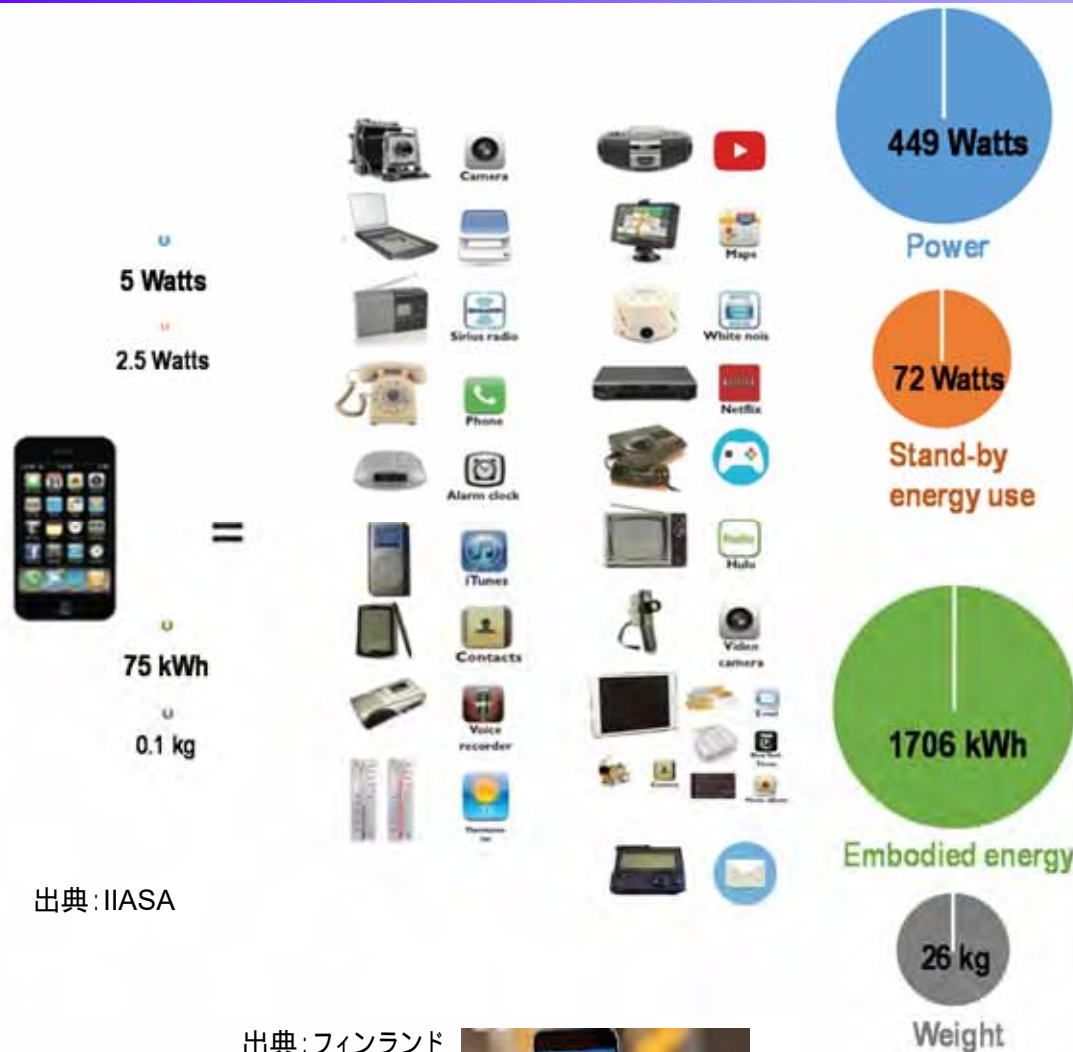 5 Watts
2.5 Watts
75 kWh
0.1 kg
=
Camera
Sirius radio
Phone
Alarm clock
iTunes
Contacts
Voice
recorder
Maps
White nois
Netflix
Hulu
Video
camera
E-mail
449 Watts
Power
72 Watts
Stand-by
energy use
1706 kWh
Embodied energy
26 kg
Weight
出典:IIASA
出典:フィンランド